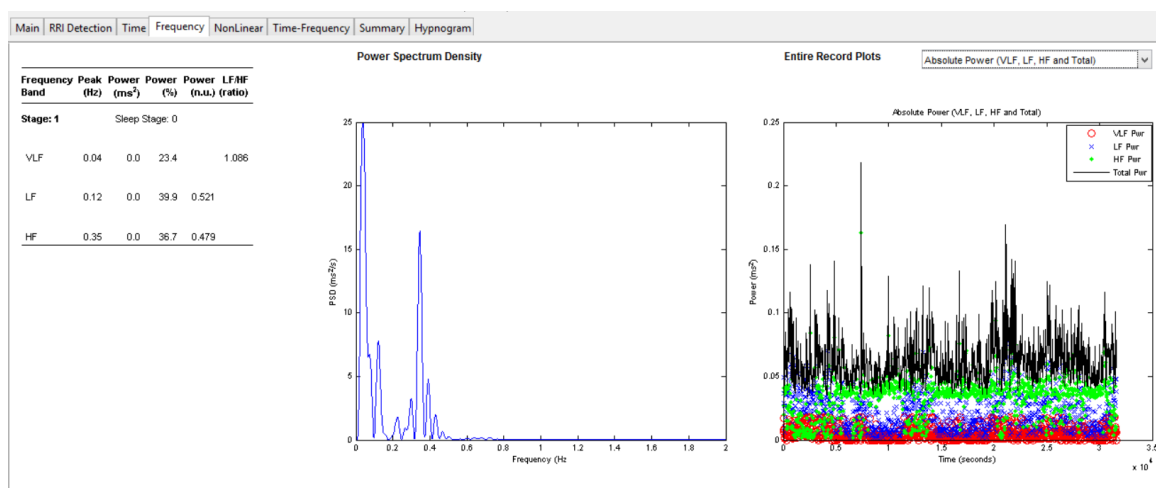 Main RRI Detection Time Frequency NonLinear Time-Frequency Summary Hypnogram
Power Spectrum Density
Entire Record Plots
Absolute Power (VLF, LF, HF and Total)
Frequency Peak Power Power Power LF/HF
Band (Hz) (ms²) (%) (n.u.) (ratio)
Stage: 1 Sleep Stage: 0
VLF 0.04 0.0 23.4 1.086
LF 0.12 0.0 39.9 0.521
HF 0.35 0.0 36.7 0.479
25
20
15
10
5
0
PSD (ms²/s)
0 0.2 0.4 0.6 0.8 1 1.2 1.4 1.6 1.8 2
Frequency (Hz
Absolute Power (VLF, LF, HF and Total)
0.25
0.2
0.15
0.1
0.05
0
Power (ms²)
VLF Pwr
LF Pwr
HF Pwr
Total Pwr
0 0.5 1 1.5 2 2.5 3 3.5
Time (seconds)